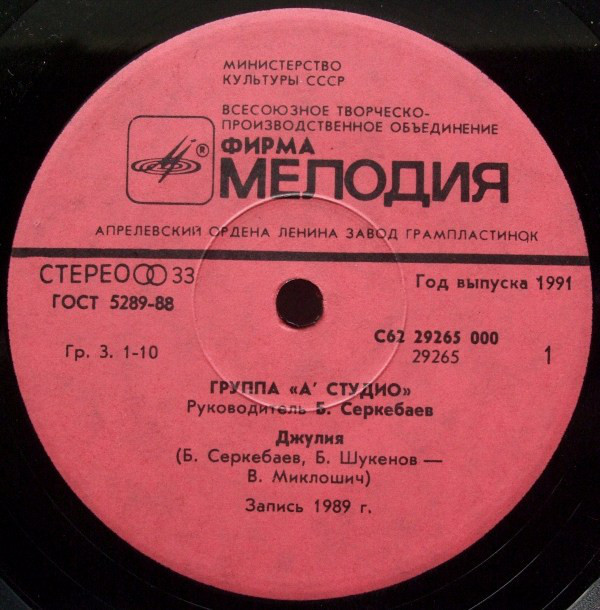 МИНИСТЕРСТВО
КУЛЬТУРЫ СССР
ВСЕСОЮЗНОЕ ТВОРЧЕСКО-
ПРОИЗВОДСТВЕННОЕ ОБЪЕДИНЕНИЕ
®
ФИРМА
МЕЛОДИЯ
АПРЕЛЕВСКИЙ ОРДЕНА ЛЕНИНА ЗАВОД ГРАМПЛАСТИНОК
СТЕРЕО 33
ГОСТ 5289-88
Год выпуска 1991
Гр. 3. 1-10
С62 29265 000
29265
1
ГРУППА «А’ СТУДИО»
Руководитель Б. Серкебаев
Джулия
(Б. Серкебаев, Б. Шукенов —
В. Миклошич)
Запись 1989 г.